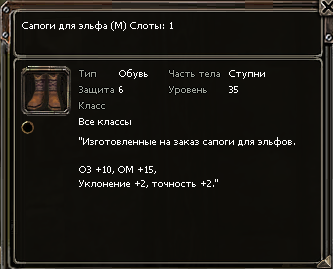 Сапоги для эльфа (М) Слоты: 1
Тип Обувь Часть тела Ступни
Защита 6 Уровень 35
Класс
Все классы
"Изготовленные на заказ сапоги для эльфов.
ОЗ +10, ОМ +15,
Уклонение +2, точность +2."